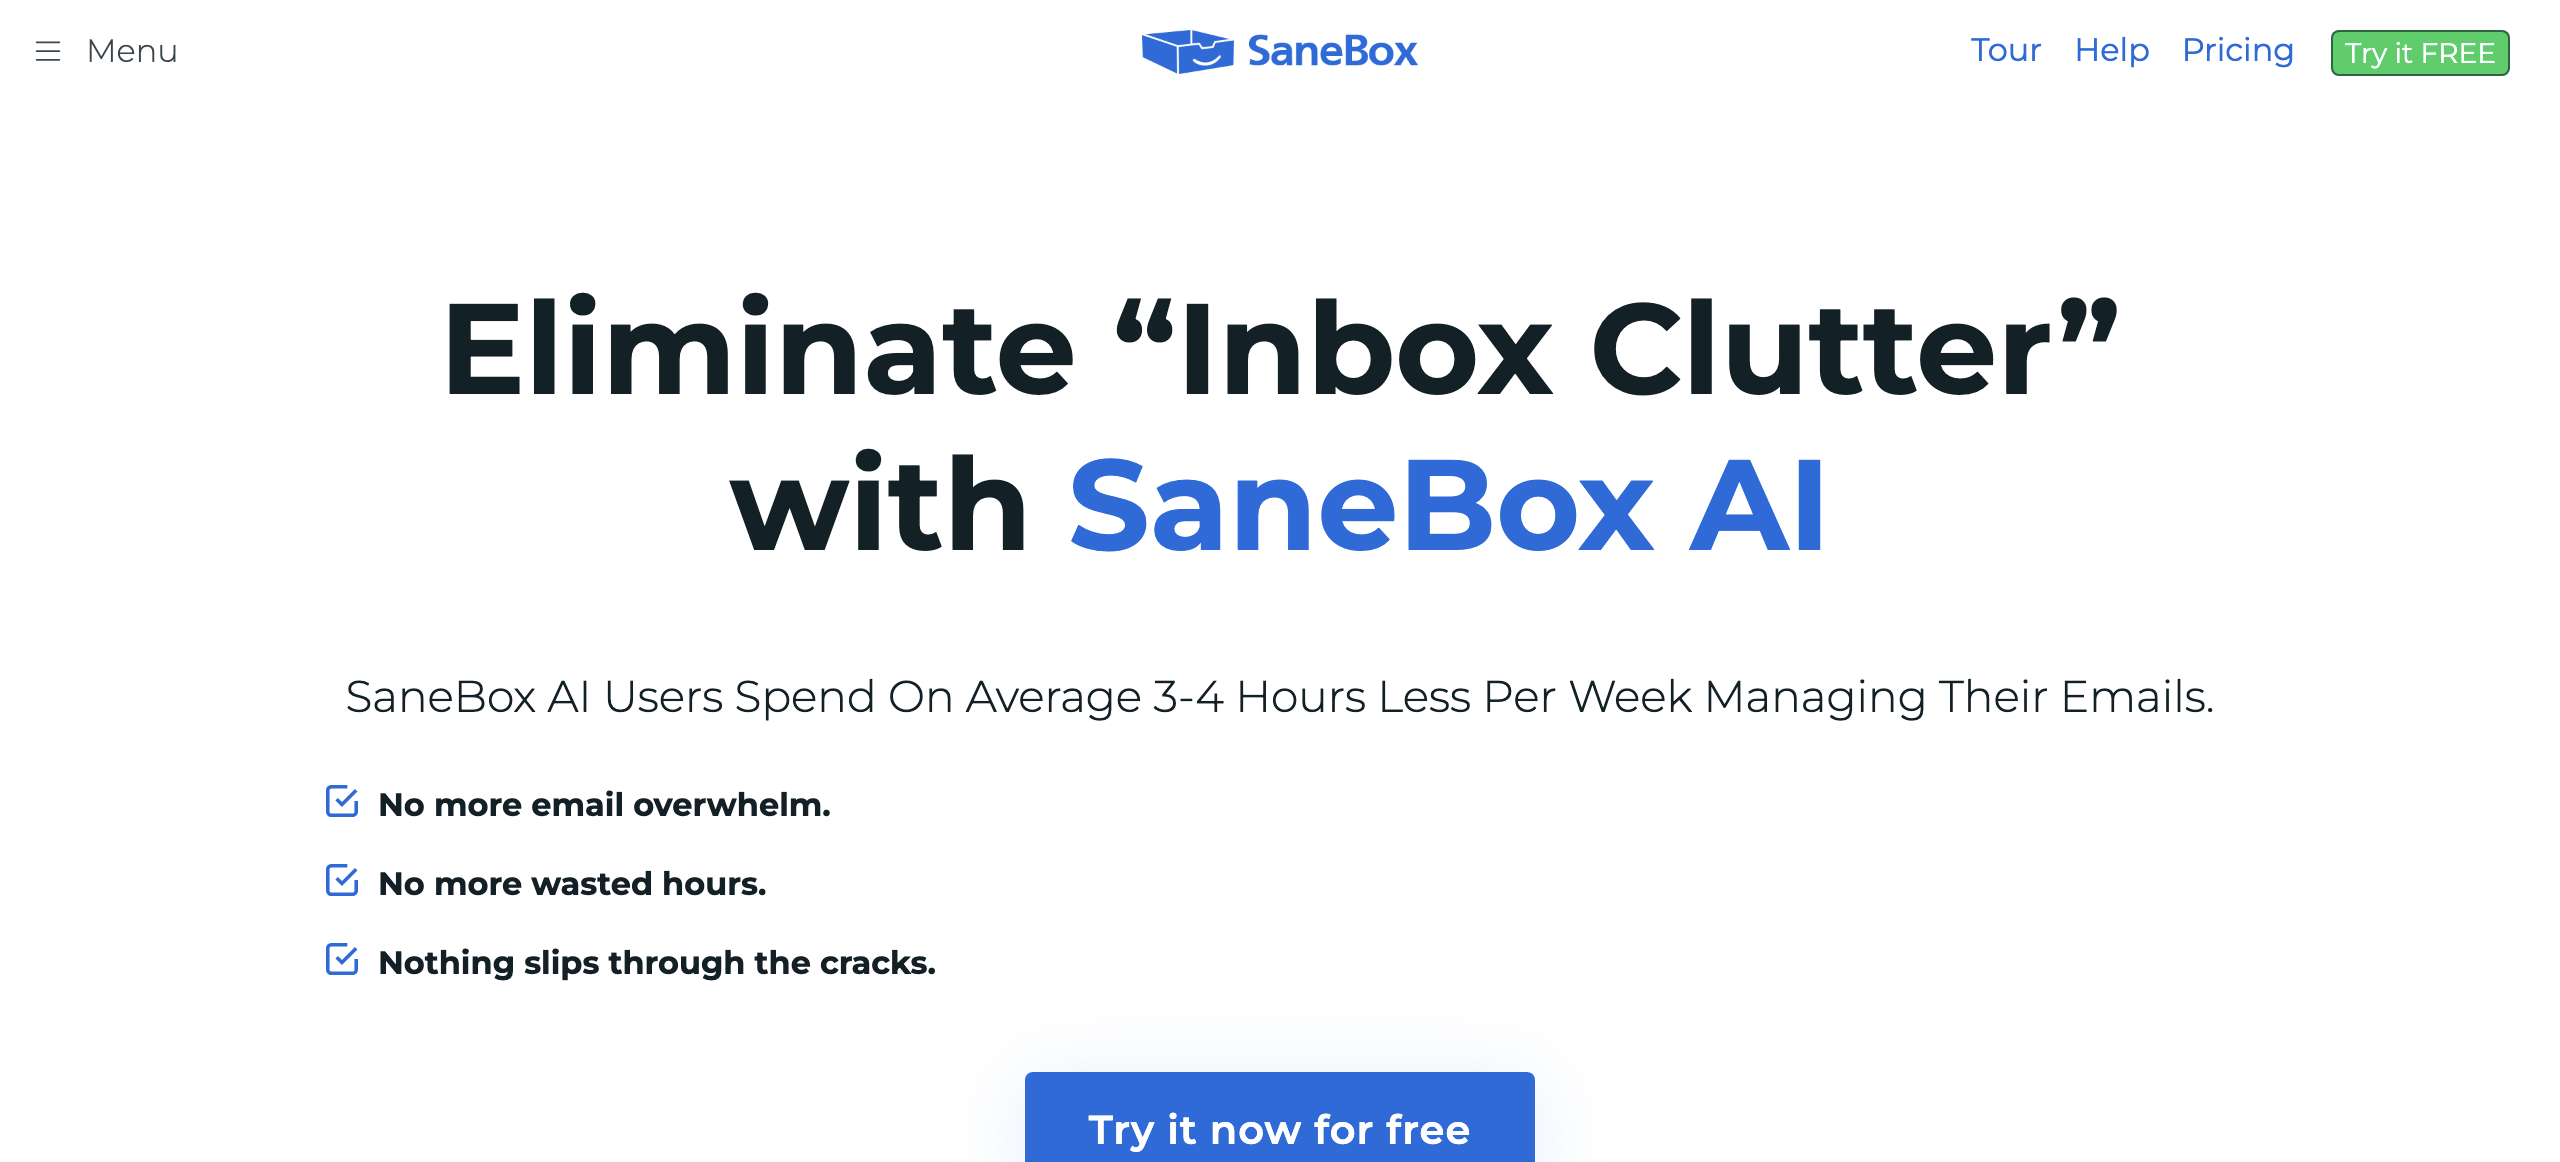 Menu
SaneBox
Tour Help Pricing Try it FREE
Eliminate “Inbox Clutter”
with SaneBox AI
SaneBox AI Users Spend On Average 3-4 Hours Less Per Week Managing Their Emails.
No more email overwhelm.
No more wasted hours.
Nothing slips through the cracks.
Try it now for free